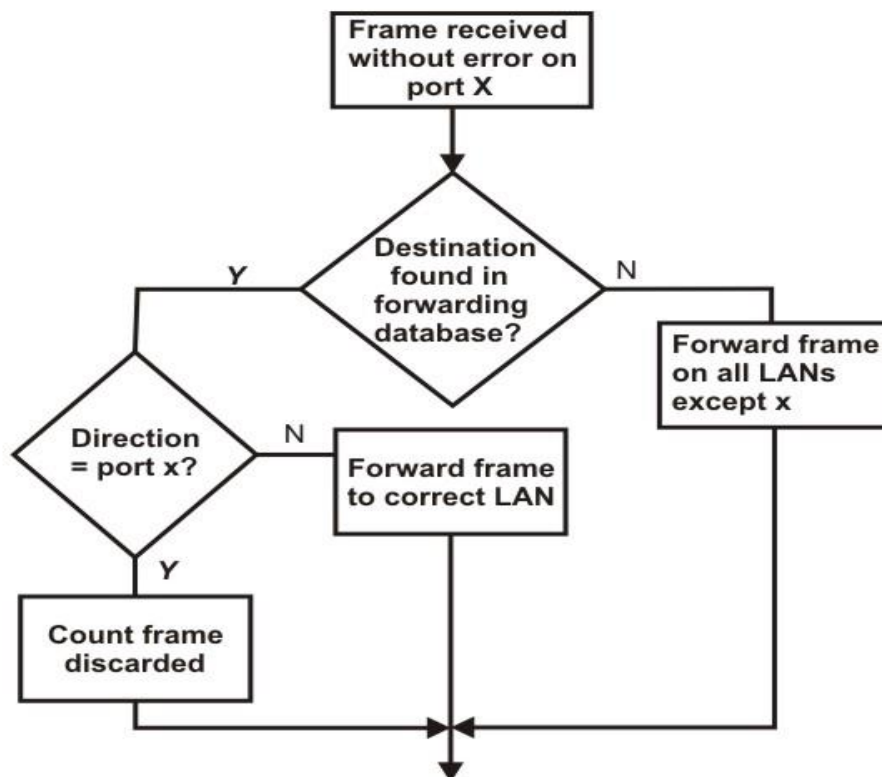 Frame received
without error on
port X
Destination
found in
forwarding
database?
Y
N
Forward frame
on all LANs
except x
Direction
= port x?
N
Forward frame
to correct LAN
Y
Count frame
discarded